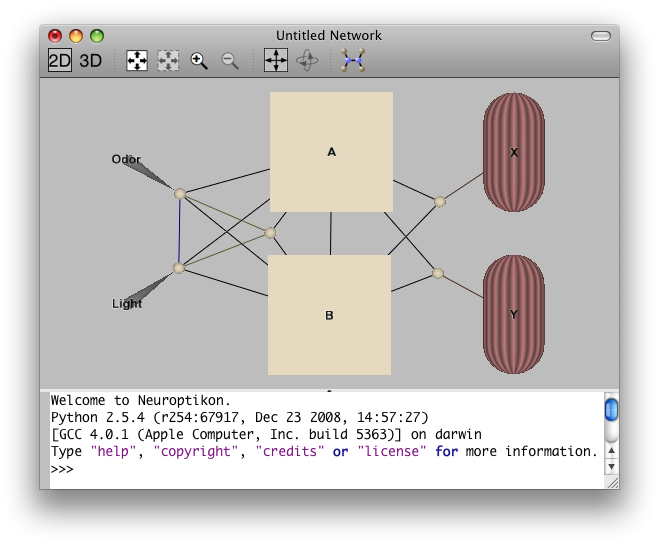 Untitled Network
2D 3D
Odor
A
X
Light
B
Y
Welcome to Neuroptikon.
Python 2.5.4 (r254:67917, Dec 23 2008, 14:57:27)
[GCC 4.0.1 (Apple Computer, Inc. build 5363)] on darwin
Type "help", "copyright", "credits" or "license" for more information.
>>>